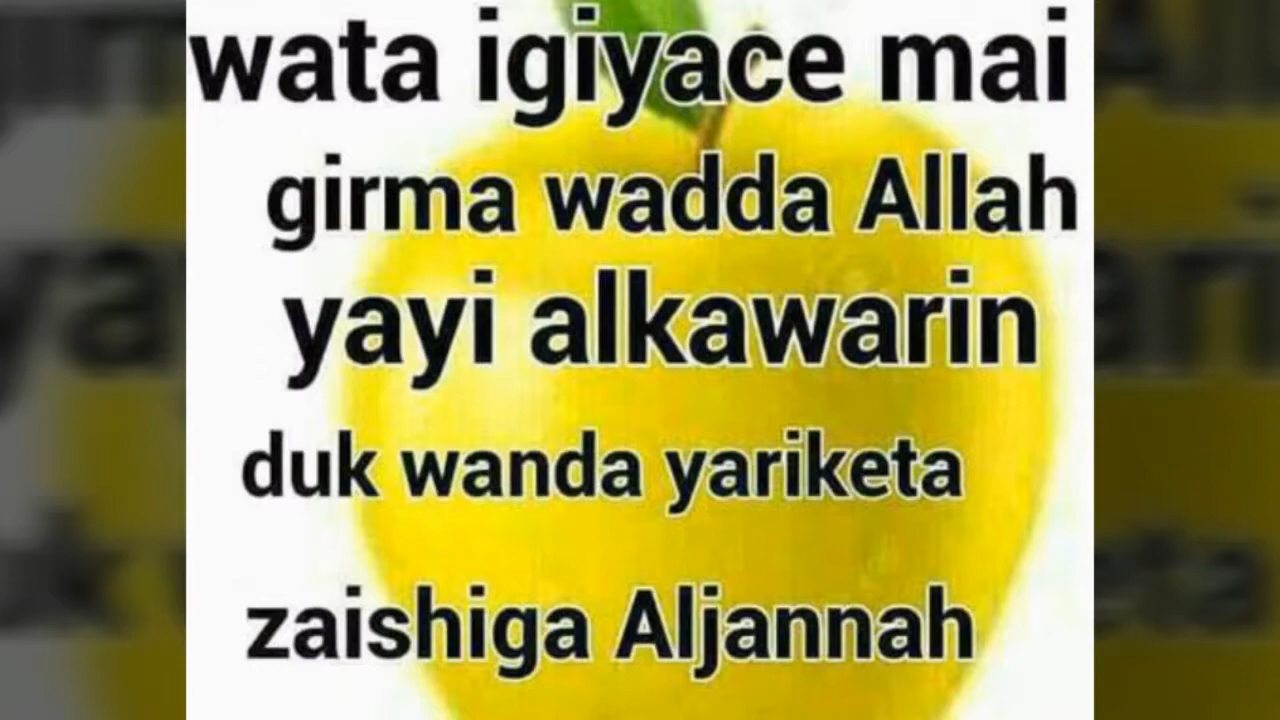 wata igiyace mai
girma wadda Allah
yayi alkawarin
duk wanda yariketa
zaishiga Aljannah